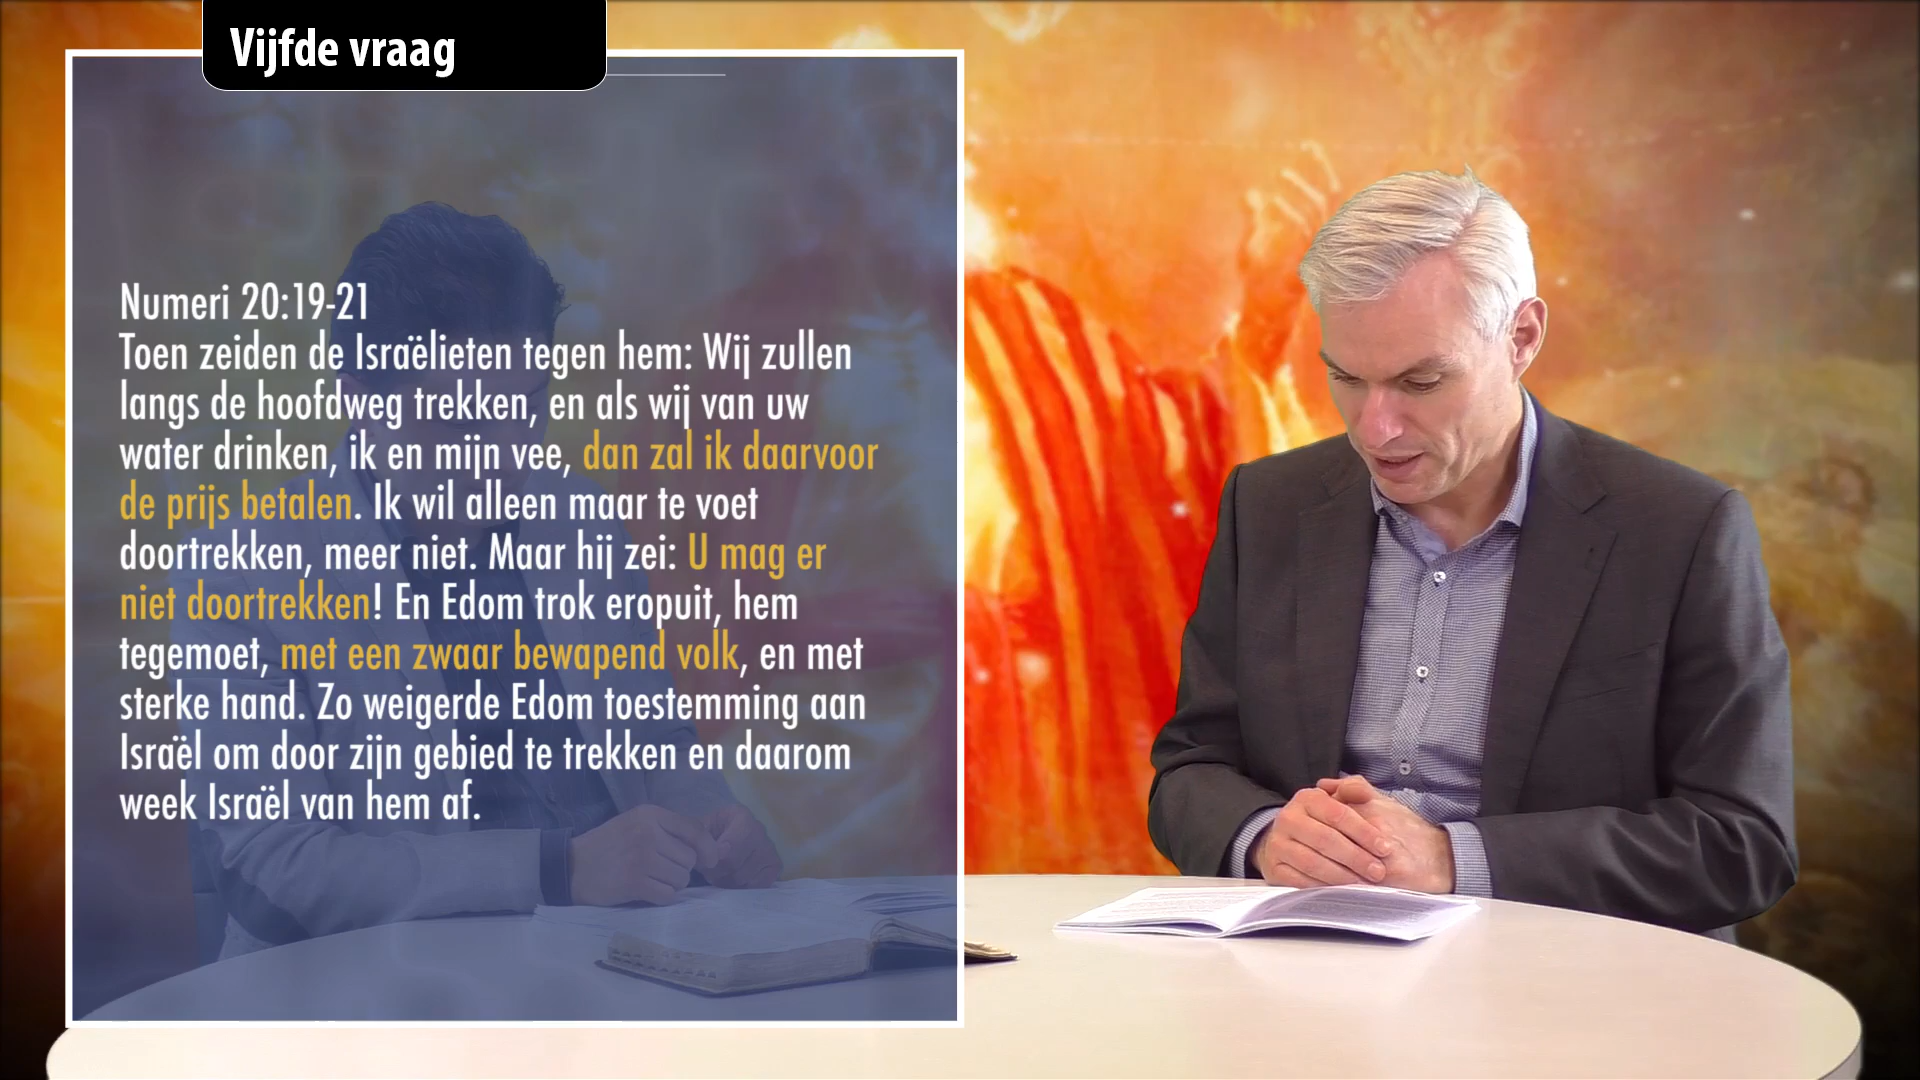 Vijfde vraag
Numeri 20:19-21
Toen zeiden de Israëlieten tegen hem: Wij zullen
langs de hoofdweg trekken, en als wij van uw
water drinken, ik en mijn vee, dan zal ik daarvoor
de prijs betalen. Ik wil alleen maar te voet
doortrekken, meer niet. Maar hij zei: U mag er
niet doortrekken! En Edom trok eropuit, hem
tegemoet, met een zwaar bewapend volk, en met
sterke hand. Zo weigerde Edom toestemming aan
Israël om door zijn gebied te trekken en daarom
week Israël van hem af.